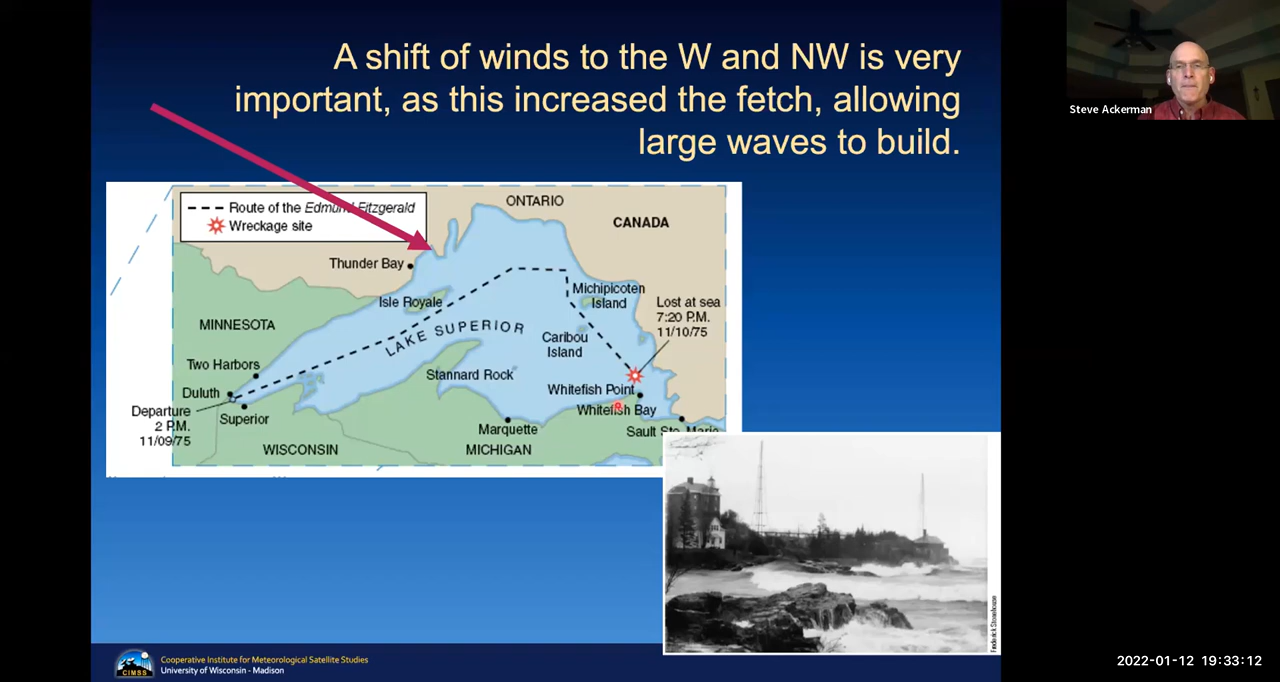 A shift of winds to the W and NW is very
important, as this increased the fetch, allowing
large waves to build.
Steve Ackerman
Route of the Edmund Fitzgerald
Wreckage site
ONTARIO
CANADA
Thunder Bay
Isle Royale
Michipicoten
Island
Lost at sea
7:20 P.M.
11/10/75
MINNESOTA
LAKE SUPERIOR
Caribou
Island
Two Harbors
Stannard Rock
Duluth
Whitefish Point
Departure
2 P.M.
11/09/75
Superior
Whitefish Bay
Marquette
Sault Ste. Marie
WISCONSIN
MICHIGAN
Frederick Stonehouse
CIMSS
Cooperative Institute for Meteorological Satellite Studies
University of Wisconsin - Madison
2022-01-12 19:33:12